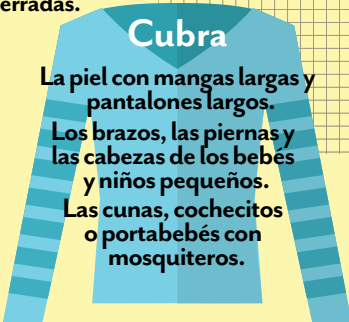 erradas.
Cubra
La piel con mangas largas y
pantalones largos.
Los brazos, las piernas y
las cabezas de los bebés
y niños pequeños.
Las cunas, cochecitos
o portabebés con
mosquiteros.